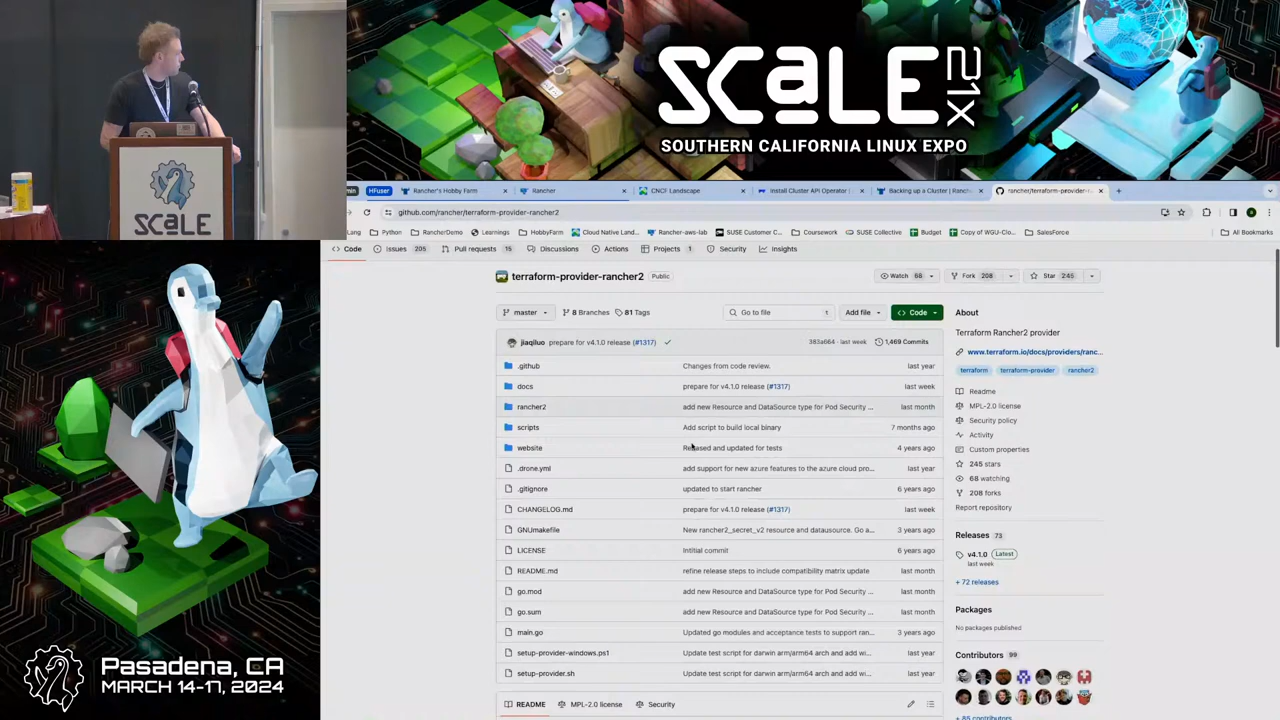 SCaLE 21X
SOUTHERN CALIFORNIA LINUX EXPO
SCaLE
HFuser
Rancher's Hobby Farm
Rancher
CNCF Landscape
Install Cluster API Operator
Backing up a Cluster | Ranch
rancher/terraform-provider-r
github.com/rancher/terraform-provider-rancher2
Lang
Python
RancherDemo
Learnings
HobbyFarm
Cloud Native Land...
SUSE Customer C...
Rancher-aws-lab
Coursework
SUSE Collective
Budget
Copy of WGU-Clo...
SalesForce
All Bookmarks
Code
Issues 205
Pull requests 15
Discussions
Actions
Projects 1
Security
Insights
terraform-provider-rancher2
Public
Watch 68
Fork 208
Star 245
master
8 Branches
81 Tags
Go to file
Add file
Code
jiaqiluo prepare for v4.1.0 release (#1317)
383a664 · last week
1,469 Commits
.github Changes from code review. last year
docs prepare for v4.1.0 release (#1317) last week
rancher2 add new Resource and DataSource type for Pod Security ... last month
scripts Add script to build local binary 7 months ago
website Released and updated for tests 4 years ago
.drone.yml add support for new azure features to the azure cloud pro... last year
.gitignore updated to start rancher 6 years ago
CHANGELOG.md prepare for v4.1.0 release (#1317) last week
GNUmakefile New rancher2_secret_v2 resource and datausource. Go a... 3 years ago
LICENSE Intitial commit 6 years ago
README.md refine release steps to include compatibility matrix update last month
go.mod add new Resource and DataSource type for Pod Security ... last month
go.sum add new Resource and DataSource type for Pod Security ... last month
main.go Updated go modules and acceptance tests to support ran... 3 years ago
setup-provider-windows.ps1 Update test script for darwin arm/arm64 arch and add wi... last year
setup-provider.sh Update test script for darwin arm/arm64 arch and add wi... last year
README
MPL-2.0 license
Security
About
Terraform Rancher2 provider
www.terraform.io/docs/providers/ranc...
terraform
terraform-provider
rancher2
Readme
MPL-2.0 license
Security policy
Activity
Custom properties
245 stars
68 watching
208 forks
Report repository
Releases 73
v4.1.0 Latest
last week
+ 72 releases
Packages
No packages published
Contributors 99
+ 85 contributors
Pasadena, CA
MARCH 14-17, 2024